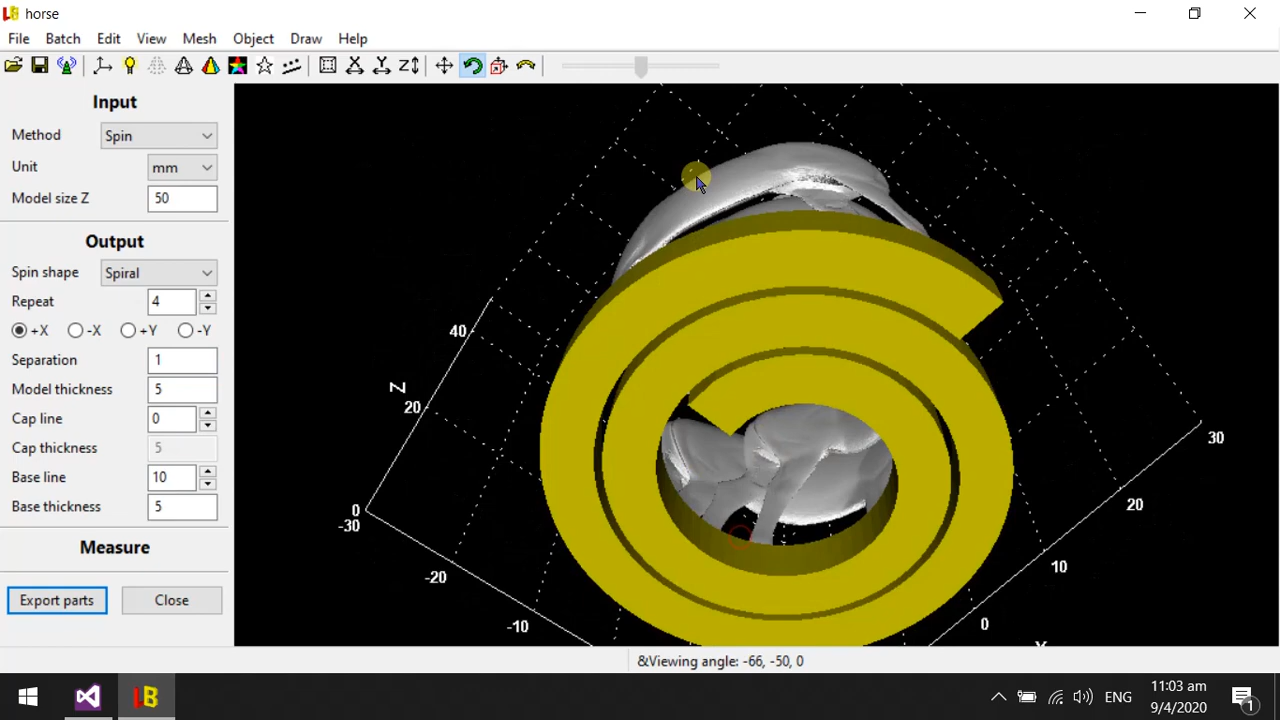 horse
File Batch Edit View Mesh Object Draw Help
Input
Method Spin
Unit mm
Model size Z 50
Output
Spin shape Spiral
Repeat 4
+X -X +Y -Y
Separation 1
Model thickness 5
Cap line 0
Cap thickness 5
Base line 10
Base thickness 5
Measure
Export parts Close
Z
40
20
0
-30
-20
-10
0
10
20
30
&Viewing angle: -66, -50, 0
ENG
11:03 am
9/4/2020
1